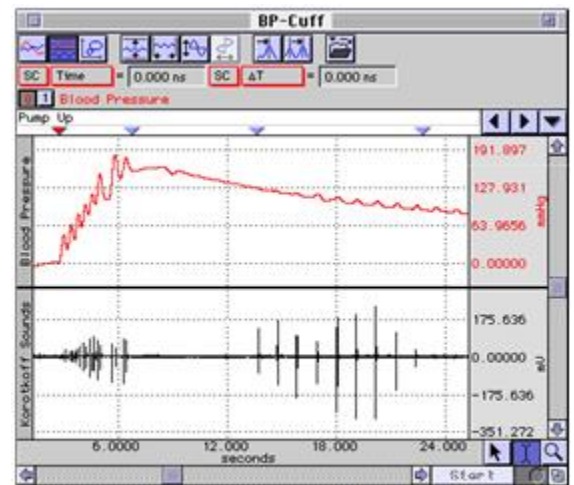 BP-Cuff
SC Time = 0.000 ns SC ΔT = 0.000 ns
1 Blood Pressure
Pump Up
191.897
127.931
63.9656
0.00000
mmHg
Blood Pressure
175.636
0.00000
-175.636
-351.272
mV
Korotkoff Sounds
6.0000 12.000 18.000 24.000
seconds
Start